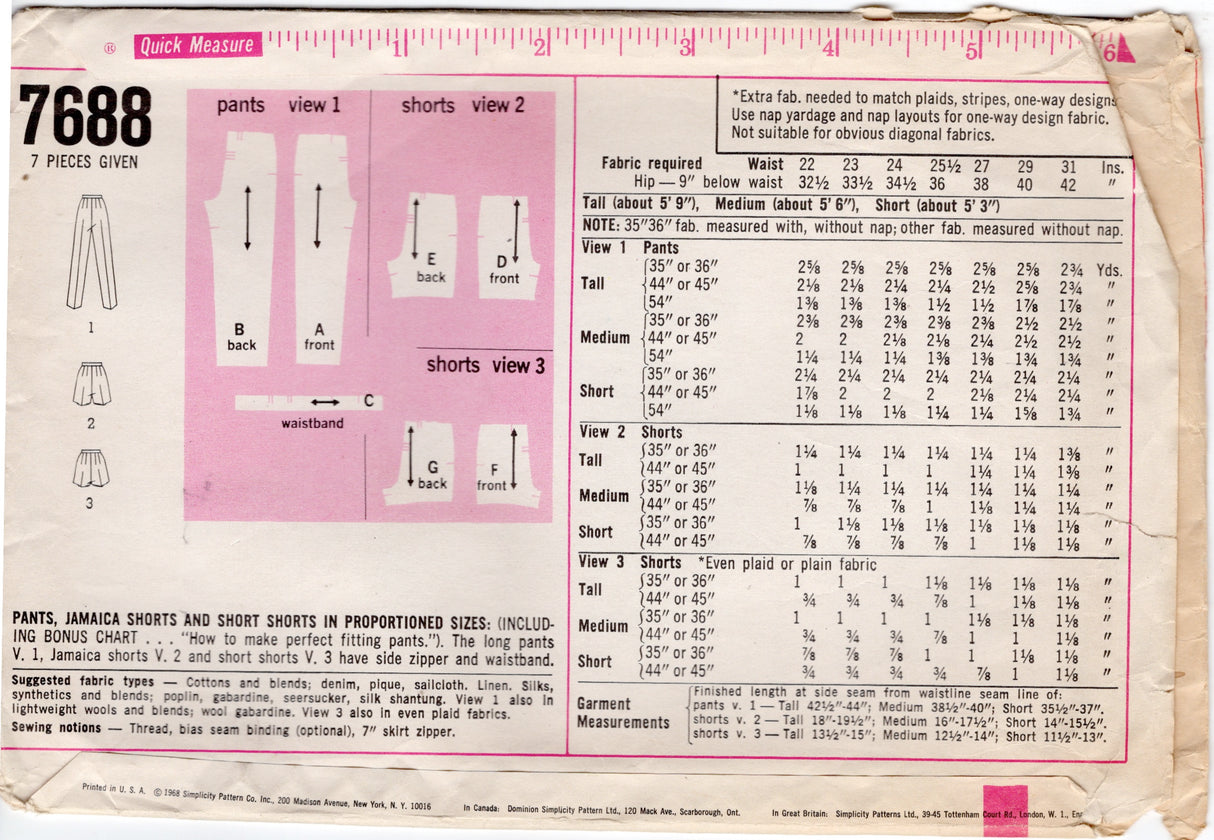 ® Quick Measure 1 2 3 4 5 6
7688
7 PIECES GIVEN
1
2
3
pants view 1
shorts view 2
B
back
A
front
E
back
D
front
C
waistband
shorts view 3
G
back
F
front
PANTS, JAMAICA SHORTS AND SHORT SHORTS IN PROPORTIONED SIZES: (INCLUD-
ING BONUS CHART . . . "How to make perfect fitting pants."). The long pants
V. 1, Jamaica shorts V. 2 and short shorts V. 3 have side zipper and waistband.
Suggested fabric types — Cottons and blends; denim, pique, sailcloth. Linen. Silks,
synthetics and blends; poplin, gabardine, seersucker, silk shantung. View 1 also in
lightweight wools and blends; wool gabardine. View 3 also in even plaid fabrics.
Sewing notions — Thread, bias seam binding (optional), 7" skirt zipper.
*Extra fab. needed to match plaids, stripes, one-way designs.
Use nap yardage and nap layouts for one-way design fabric.
Not suitable for obvious diagonal fabrics.
Fabric required Waist 22 23 24 25½ 27 29 31 Ins.
Hip — 9" below waist 32½ 33½ 34½ 36 38 40 42 "
Tall (about 5' 9"), Medium (about 5' 6"), Short (about 5' 3")
NOTE: 35"36" fab. measured with, without nap; other fab. measured without nap.
View 1 Pants
Tall
35" or 36" 2⅝ 2⅝ 2⅝ 2⅝ 2⅝ 2⅝ 2¾ Yds.
44" or 45" 2⅛ 2⅛ 2¼ 2¼ 2½ 2⅝ 2¾ "
54" 1⅜ 1⅜ 1⅜ 1½ 1½ 1⅞ 1⅞ "
Medium
35" or 36" 2⅜ 2⅜ 2⅜ 2⅜ 2⅜ 2½ 2½ "
44" or 45" 2 2 2⅛ 2⅛ 2¼ 2½ 2½ "
54" 1¼ 1¼ 1¼ 1⅜ 1⅜ 1¾ 1¾ "
Short
35" or 36" 2¼ 2¼ 2¼ 2¼ 2¼ 2¼ 2¼ "
44" or 45" 1⅞ 2 2 2 2⅛ 2¼ 2¼ "
54" 1⅛ 1⅛ 1⅛ 1¼ 1¼ 1⅝ 1¾ "
View 2 Shorts
Tall
35" or 36" 1¼ 1¼ 1¼ 1¼ 1¼ 1¼ 1⅜ "
44" or 45" 1 1 1 1 1¼ 1¼ 1⅜ "
Medium
35" or 36" 1⅛ 1¼ 1¼ 1¼ 1¼ 1¼ 1¼ "
44" or 45" ⅞ ⅞ ⅞ 1 1⅛ 1¼ 1¼ "
Short
35" or 36" 1 1⅛ 1⅛ 1⅛ 1⅛ 1⅛ 1⅛ "
44" or 45" ⅞ ⅞ ⅞ ⅞ 1 1⅛ 1⅛ "
View 3 Shorts *Even plaid or plain fabric
Tall
35" or 36" 1 1 1 1⅛ 1⅛ 1⅛ 1⅛ "
44" or 45" ¾ ¾ ¾ ⅞ 1 1⅛ 1⅛ "
Medium
35" or 36" 1 1 1 1 1⅛ 1⅛ 1⅛ "
44" or 45" ¾ ¾ ¾ ⅞ 1 1 1⅛ "
Short
35" or 36" ⅞ ⅞ ⅞ 1 1 1⅛ 1⅛ "
44" or 45" ¾ ¾ ¾ ¾ ⅞ 1 1⅛ "
Garment
Measurements
Finished length at side seam from waistline seam line of:
pants v. 1 — Tall 42½"-44"; Medium 38½"-40"; Short 35½"-37".
shorts v. 2 — Tall 18"-19½"; Medium 16"-17½"; Short 14"-15½".
shorts v. 3 — Tall 13½"-15"; Medium 12½"-14"; Short 11½"-13".
Printed in U. S. A. © 1968 Simplicity Pattern Co. Inc., 200 Madison Avenue, New York, N. Y. 10016 In Canada: Dominion Simplicity Pattern Ltd., 120 Mack Ave., Scarborough, Ont. In Great Britain: Simplicity Patterns Ltd., 39-45 Tottenham Court Rd., London, W. 1.,